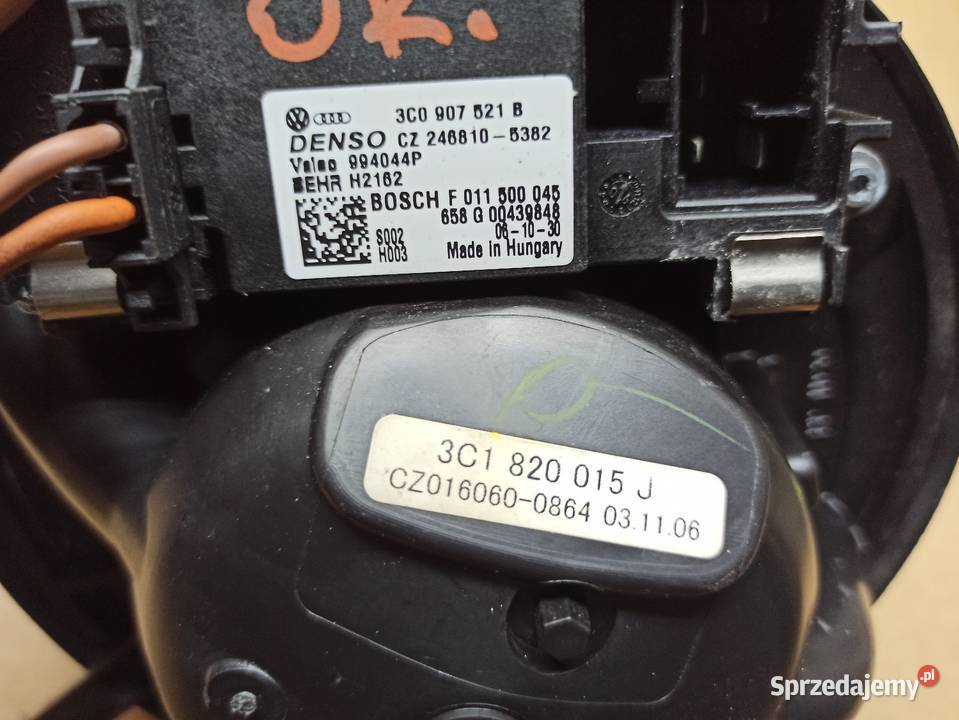 OK.
3C0 907 521 B
DENSO CZ 246810-5382
Valeo 994044P
BEHR H2162
BOSCH F 011 500 045
658 G 00439848
06-10-30
S002
H003
Made in Hungary
3C1 820 015 J
CZ016060-0864 03.11.06
Sprzedajemy.pl